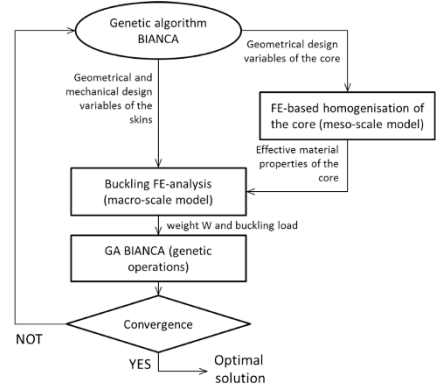 Genetic algorithm
BIANCA
Geometrical design
variables of the core
Geometrical and
mechanical design
variables of the
skins
FE-based homogenisation of
the core (meso-scale model)
Effective material
properties of the
core
Buckling FE-analysis
(macro-scale model)
weight W and buckling load
GA BIANCA (genetic
operations)
Convergence
NOT
YES
Optimal
solution